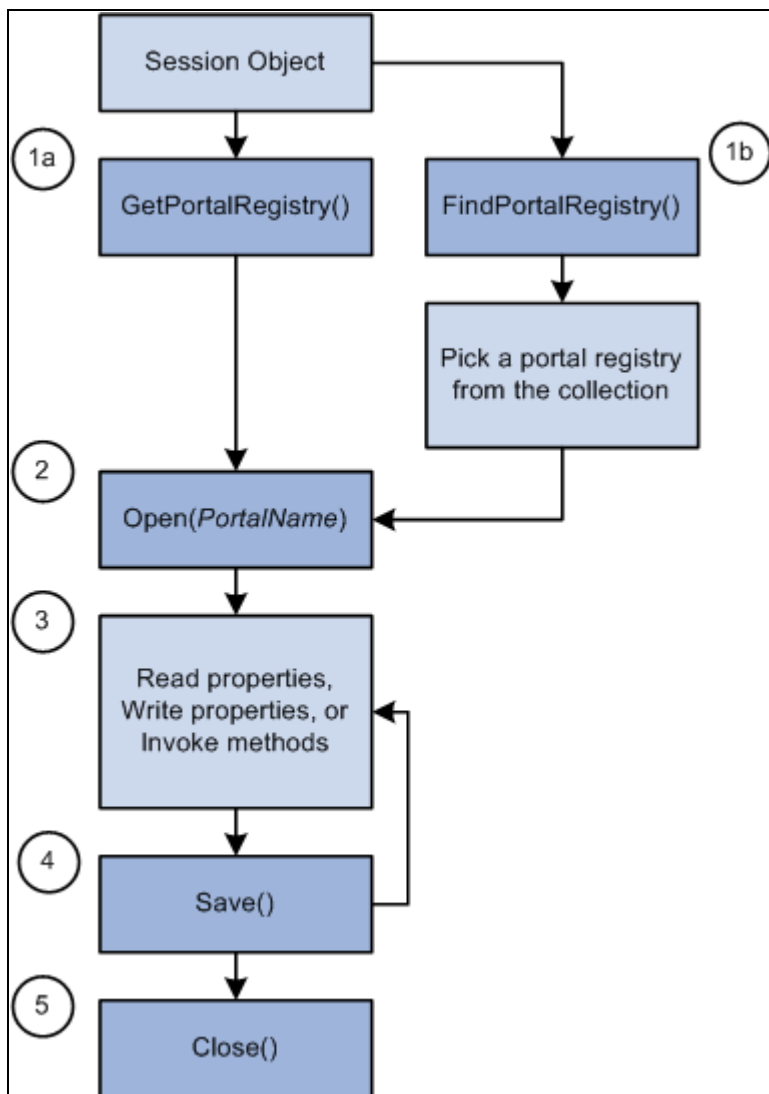 Session Object
1a
1b
GetPortalRegistry()
FindPortalRegistry()
Pick a portal registry
from the collection
2
Open(PortalName)
3
Read properties,
Write properties, or
Invoke methods
4
Save()
5
Close()